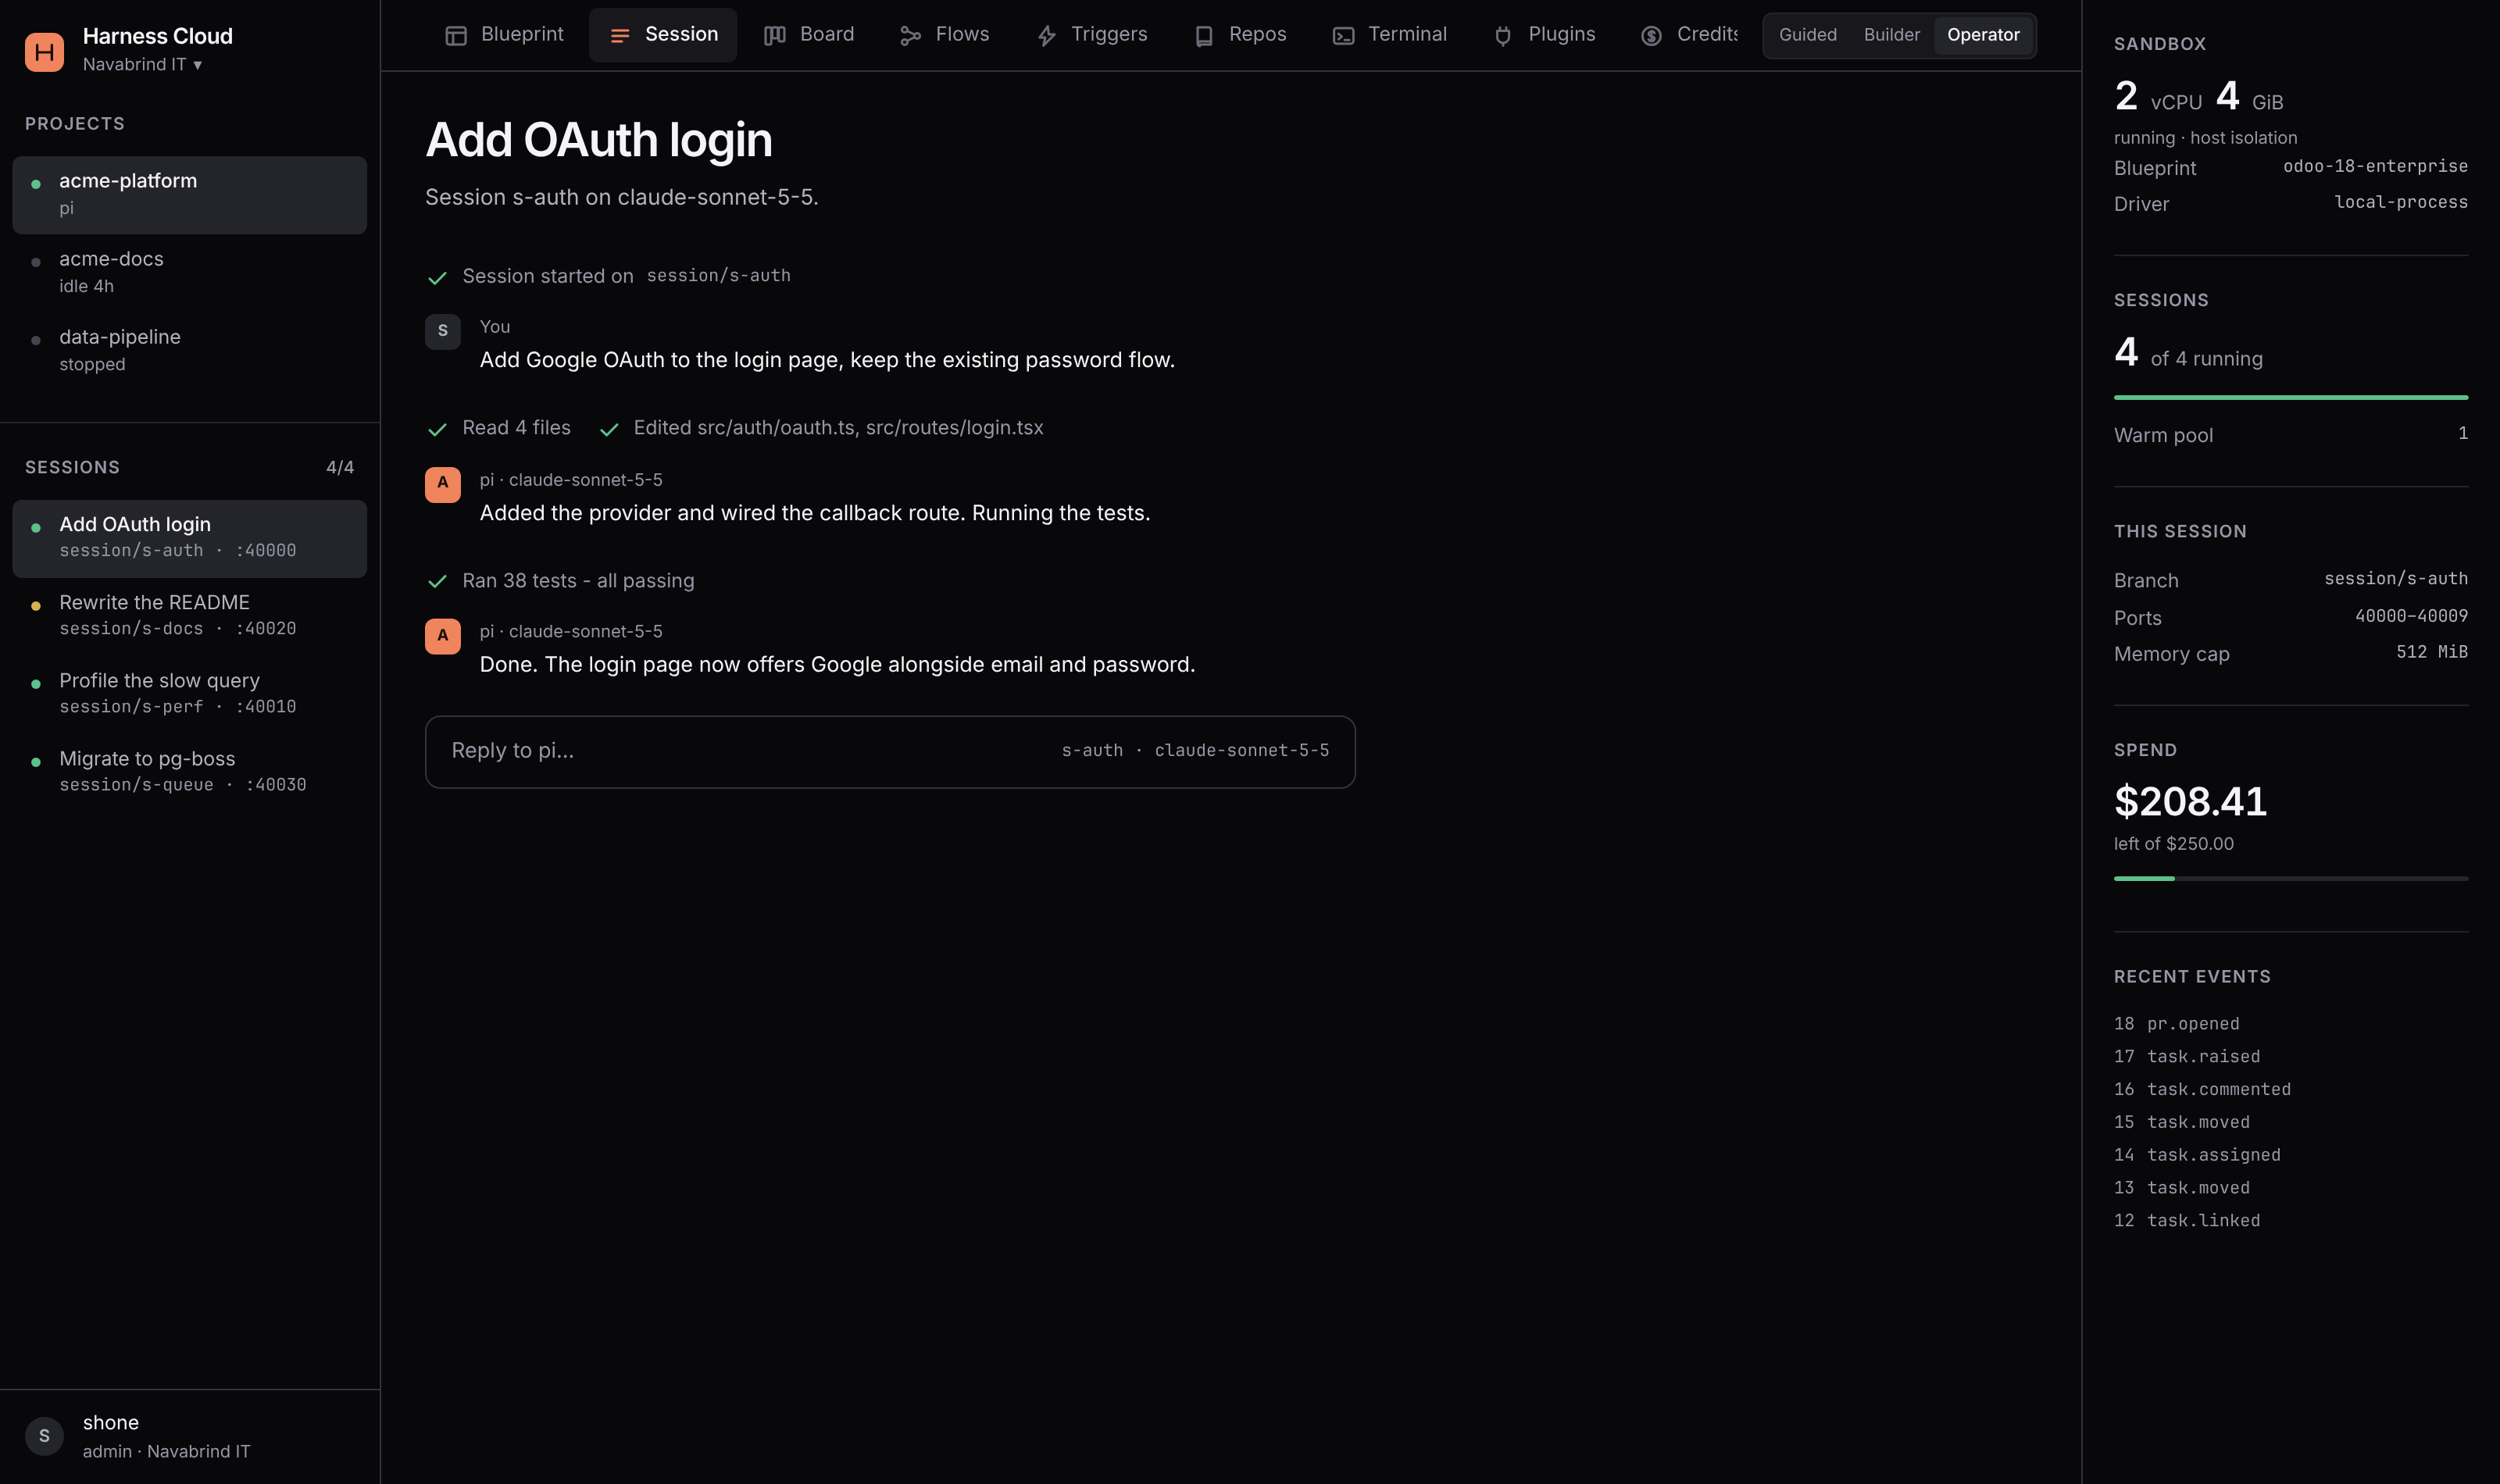 Harness Cloud
Navabrind IT ▾
PROJECTS
acme-platform
pi
acme-docs
idle 4h
data-pipeline
stopped
SESSIONS 4/4
Add OAuth login
session/s-auth · :40000
Rewrite the README
session/s-docs · :40020
Profile the slow query
session/s-perf · :40010
Migrate to pg-boss
session/s-queue · :40030
S
shone
admin · Navabrind IT
Blueprint Session Board Flows Triggers Repos Terminal Plugins Credits Guided Builder Operator
Add OAuth login
Session s-auth on claude-sonnet-5-5.
Session started on session/s-auth
S
You
Add Google OAuth to the login page, keep the existing password flow.
Read 4 files Edited src/auth/oauth.ts, src/routes/login.tsx
A
pi · claude-sonnet-5-5
Added the provider and wired the callback route. Running the tests.
Ran 38 tests - all passing
A
pi · claude-sonnet-5-5
Done. The login page now offers Google alongside email and password.
Reply to pi... s-auth · claude-sonnet-5-5
SANDBOX
2 vCPU 4 GiB
running · host isolation
Blueprint odoo-18-enterprise
Driver local-process
SESSIONS
4 of 4 running
Warm pool 1
THIS SESSION
Branch session/s-auth
Ports 40000–40009
Memory cap 512 MiB
SPEND
$208.41
left of $250.00
RECENT EVENTS
18 pr.opened
17 task.raised
16 task.commented
15 task.moved
14 task.assigned
13 task.moved
12 task.linked